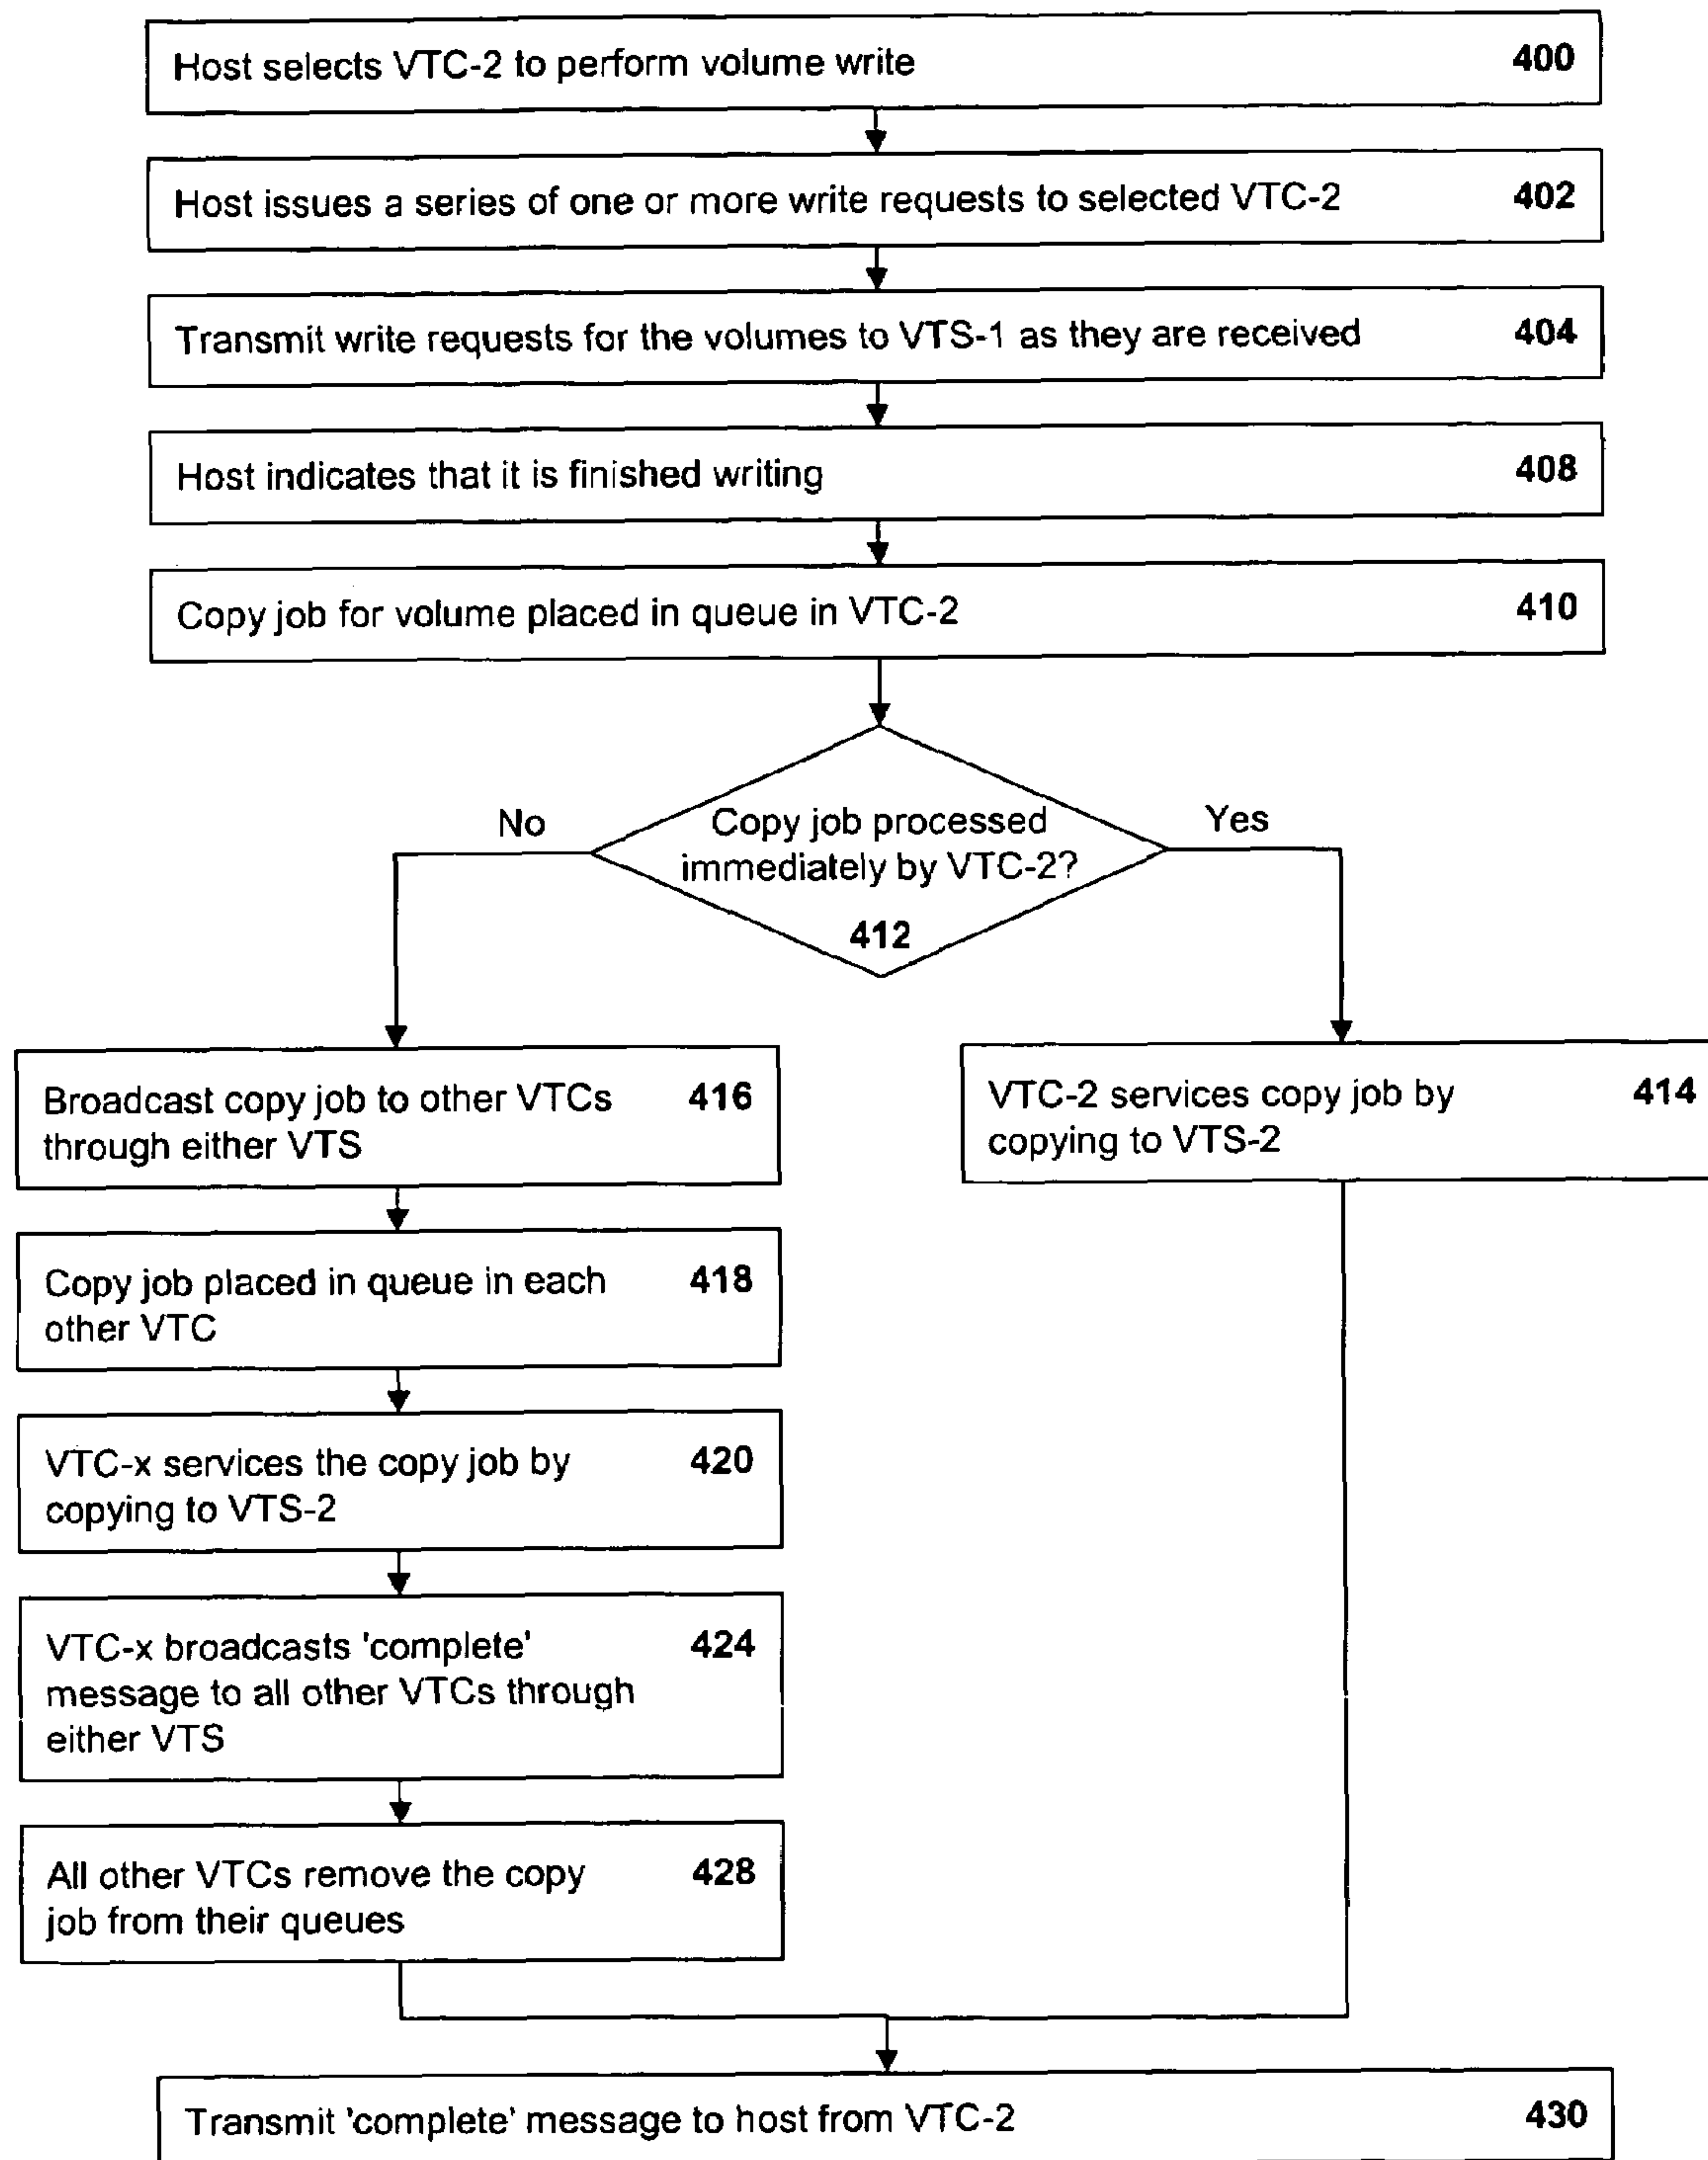 Host selects VTC-2 to perform volume write 400
Host issues a series of one or more write requests to selected VTC-2 402
Transmit write requests for the volumes to VTS-1 as they are received 404
Host indicates that it is finished writing 408
Copy job for volume placed in queue in VTC-2 410
Copy job processed
immediately by VTC-2?
412
No
Yes
Broadcast copy job to other VTCs 416
through either VTS
Copy job placed in queue in each 418
other VTC
VTC-x services the copy job by 420
copying to VTS-2
VTC-x broadcasts 'complete' 424
message to all other VTCs through
either VTS
All other VTCs remove the copy 428
job from their queues
VTC-2 services copy job by 414
copying to VTS-2
Transmit 'complete' message to host from VTC-2 430